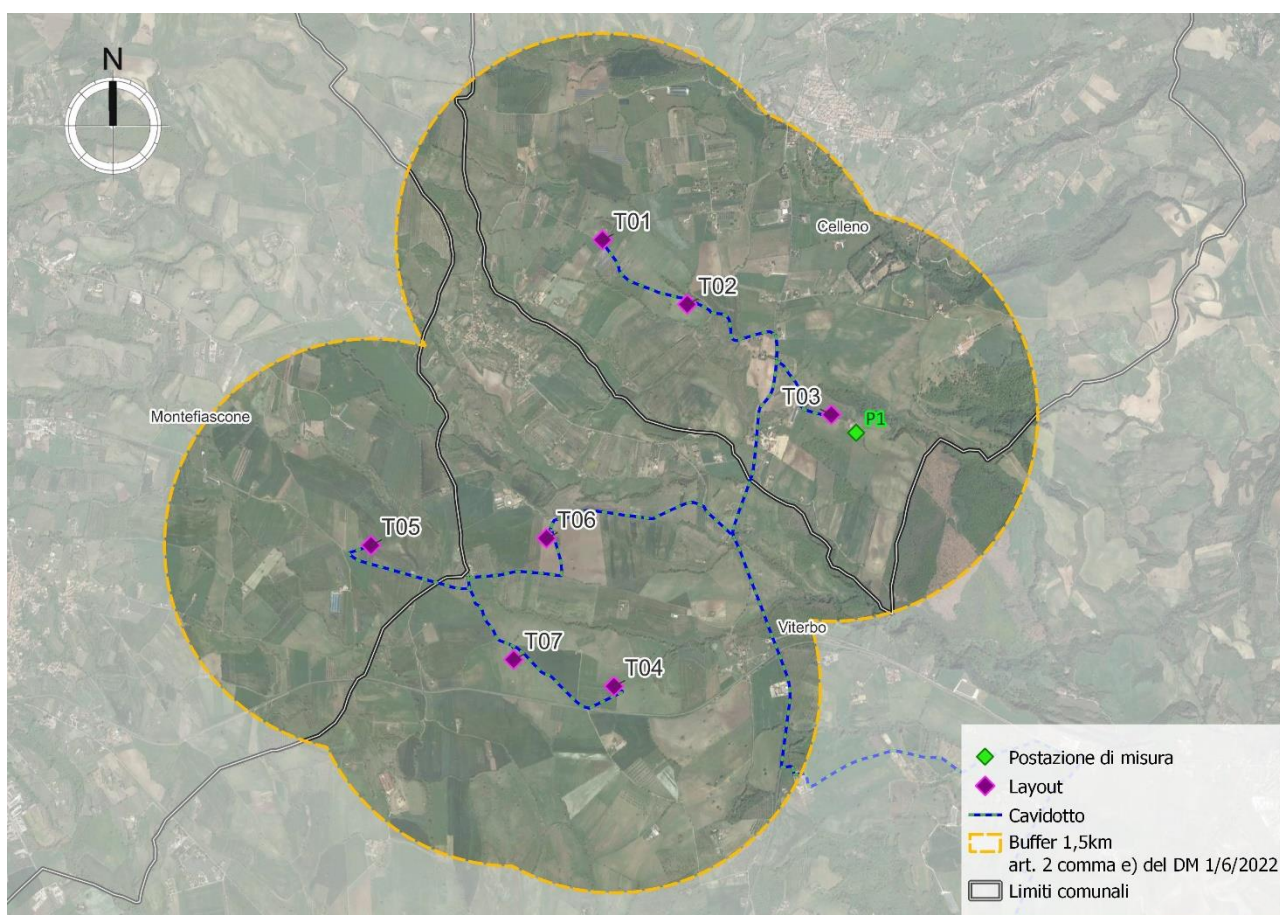 N
T01
Celleno
T02
T03
P1
Montefiascone
T06
T05
Viterbo
T07
T04
Postazione di misura
Layout
Cavidotto
Buffer 1,5km
art. 2 comma e) del DM 1/6/2022
Limiti comunali